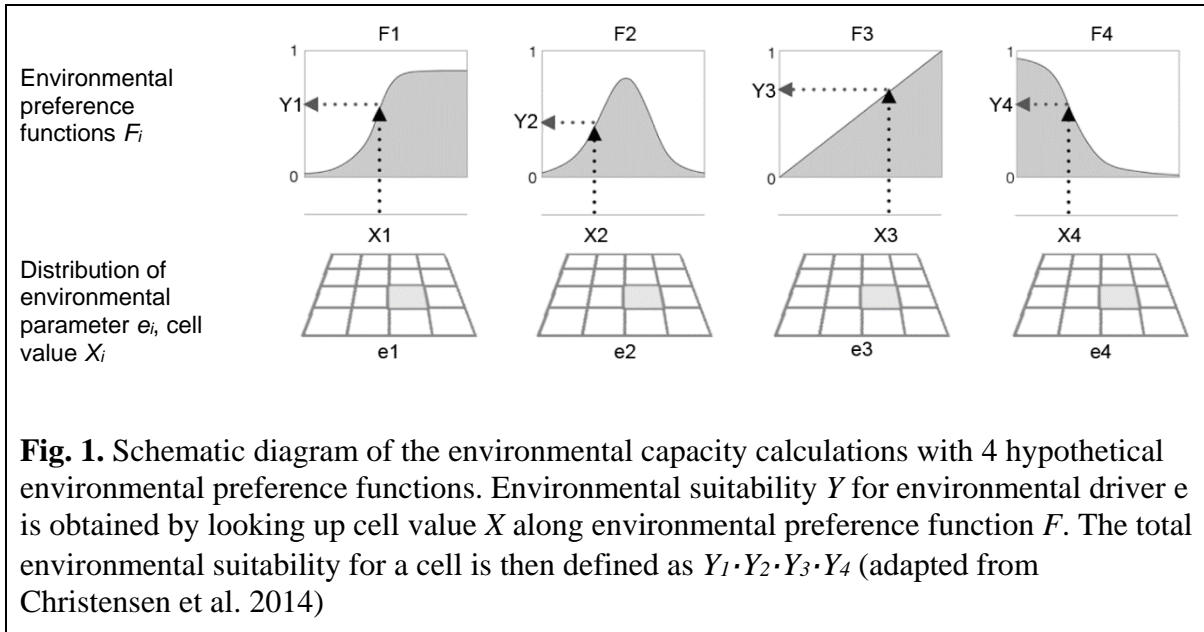 F1 F2 F3 F4
1 1 1 1
Environmental
preference
functions Fi
Y1 Y2 Y3 Y4
0 0 0 0
X1 X2 X3 X4
Distribution of
environmental
parameter ei, cell
value Xi
e1 e2 e3 e4
Fig. 1. Schematic diagram of the environmental capacity calculations with 4 hypothetical
environmental preference functions. Environmental suitability Y for environmental driver e
is obtained by looking up cell value X along environmental preference function F. The total
environmental suitability for a cell is then defined as Y1·Y2·Y3·Y4 (adapted from
Christensen et al. 2014)